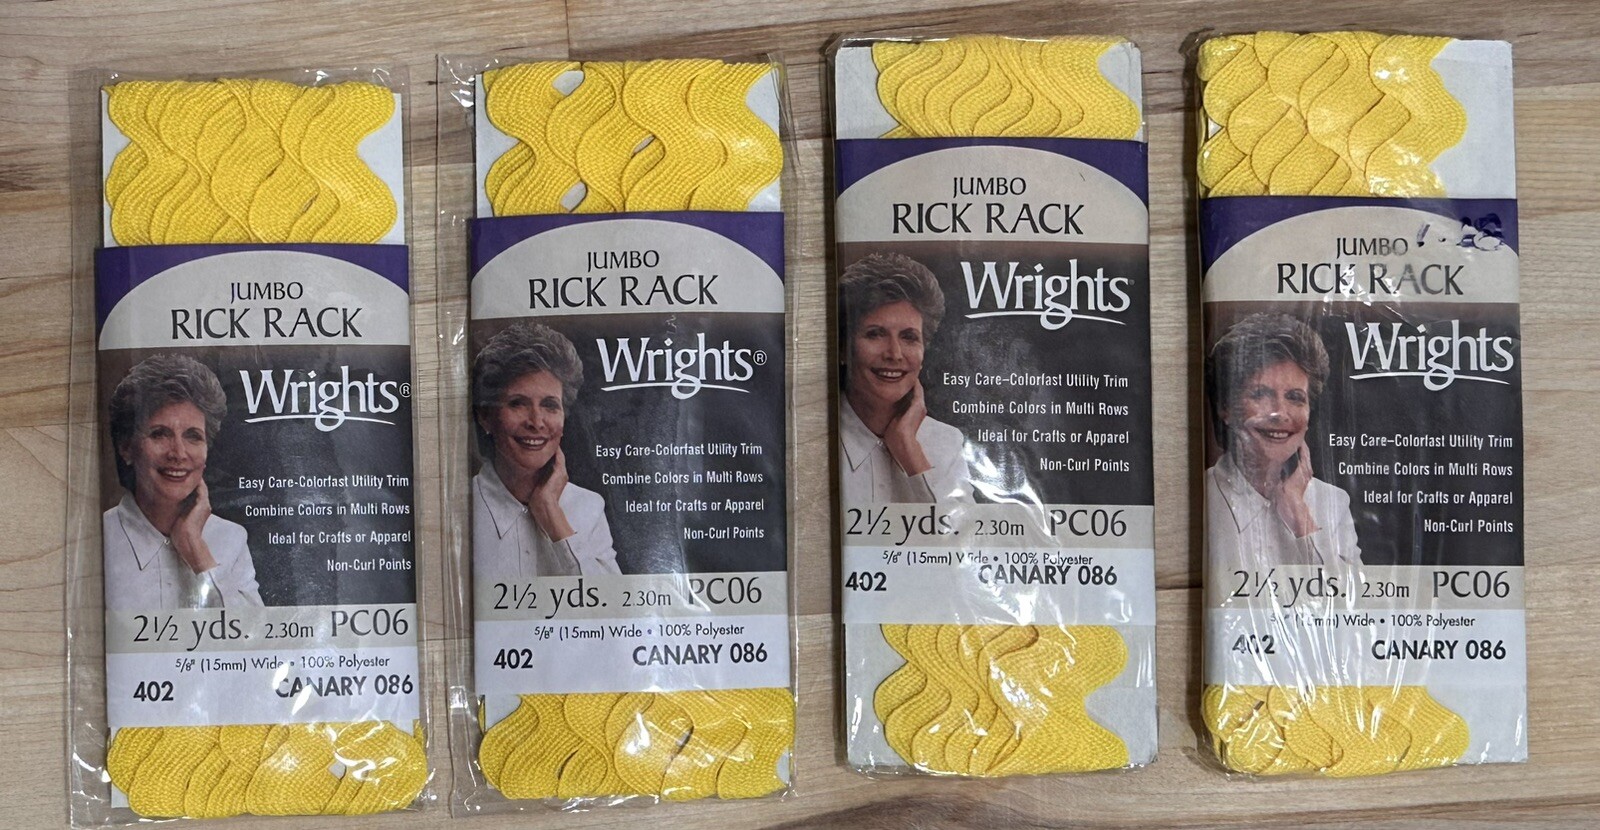 JUMBO
RICK RACK
Wrights®
Easy Care-Colorfast Utility Trim
Combine Colors in Multi Rows
Ideal for Crafts or Apparel
Non-Curl Points
2½ yds. 2.30m PC06
5/8" (15mm) Wide • 100% Polyester
402 CANARY 086
JUMBO
RICK RACK
Wrights®
Easy Care-Colorfast Utility Trim
Combine Colors in Multi Rows
Ideal for Crafts or Apparel
Non-Curl Points
2½ yds. 2.30m PC06
5/8" (15mm) Wide • 100% Polyester
402 CANARY 086
JUMBO
RICK RACK
Wrights®
Easy Care–Colorfast Utility Trim
Combine Colors in Multi Rows
Ideal for Crafts or Apparel
Non-Curl Points
2½ yds. 2.30m PC06
5/8" (15mm) Wide • 100% Polyester
402 CANARY 086
JUMBO
RICK RACK
Wrights
Easy Care–Colorfast Utility Trim
Combine Colors in Multi Rows
Ideal for Crafts or Apparel
Non-Curl Points
2½ yds. 2.30m PC06
(15mm) Wide • 100% Polyester
402 CANARY 086